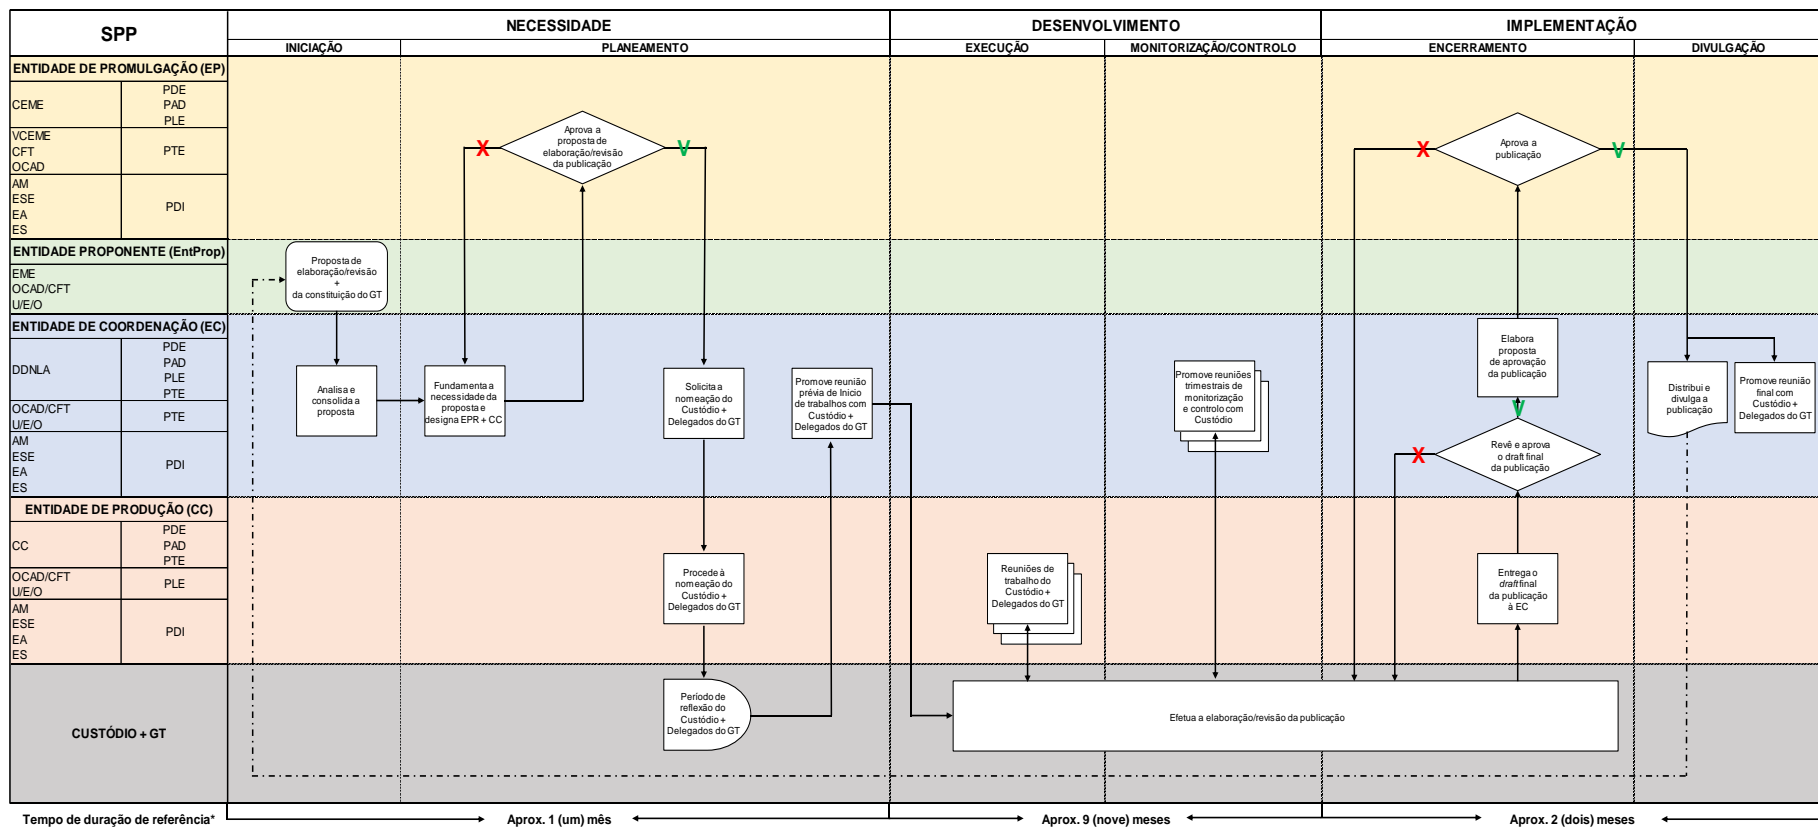 SPP
NECESSIDADE
DESENVOLVIMENTO
IMPLEMENTAÇÃO
INICIAÇÃO
PLANEAMENTO
EXECUÇÃO
MONITORIZAÇÃO/CONTROLO
ENCERRAMENTO
DIVULGAÇÃO
ENTIDADE DE PROMULGAÇÃO (EP)
CEME
PDE
PAD
PLE
VCEME
CFT
OCAD
PTE
AM
ESE
EA
ES
PDI
Aprova a
proposta de
elaboração/revisão
da publicação
X
V
Aprova a
publicação
X
V
ENTIDADE PROPONENTE (EntProp)
EME
OCAD/CFT
U/E/O
Proposta de
elaboração/revisão
+
da constituição do GT
ENTIDADE DE COORDENAÇÃO (EC)
DDNLA
PDE
PAD
PLE
PTE
OCAD/CFT
U/E/O
PTE
AM
ESE
EA
ES
PDI
Analisa e
consolida a
proposta
Fundamenta a
necessidade da
proposta e
designa EPR + CC
Solicita a
nomeação do
Custódio +
Delegados do GT
Promove reunião
prévia de Inicio
de trabalhos com
Custódio +
Delegados do GT
Promove reuniões
trimestrais de
monitorização
e controlo com
Custódio
Elabora
proposta
de aprovação
da publicação
V
Revê e aprova
o draft final
da publicação
X
Distribui e
divulga a
publicação
Promove reunião
final com
Custódio +
Delegados do GT
ENTIDADE DE PRODUÇÃO (CC)
CC
PDE
PAD
PTE
OCAD/CFT
U/E/O
PLE
AM
ESE
EA
ES
PDI
Procede à
nomeação do
Custódio +
Delegados do GT
Reuniões de
trabalho do
Custódio +
Delegados do GT
Entrega o
draft final
da publicação
à EC
CUSTÓDIO + GT
Período de
reflexão do
Custódio +
Delegados do GT
Efetua a elaboração/revisão da publicação
Tempo de duração de referência*
Aprox. 1 (um) mês
Aprox. 9 (nove) meses
Aprox. 2 (dois) meses